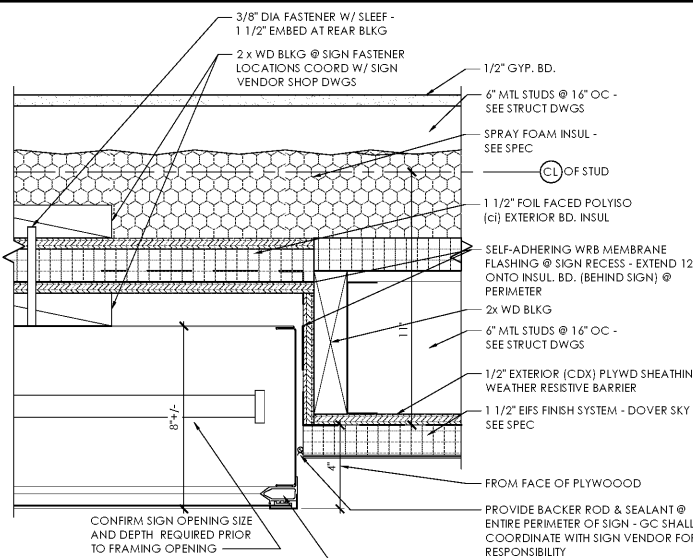 3/8" DIA FASTENER W/ SLEEF -
1 1/2" EMBED AT REAR BLKG
2 x WD BLKG @ SIGN FASTENER
LOCATIONS COORD W/ SIGN
VENDOR SHOP DWGS
1/2" GYP. BD.
6" MTL STUDS @ 16" OC -
SEE STRUCT DWGS
SPRAY FOAM INSUL -
SEE SPEC
CL OF STUD
1 1/2" FOIL FACED POLYISO
(ci) EXTERIOR BD. INSUL
SELF-ADHERING WRB MEMBRANE
FLASHING @ SIGN RECESS - EXTEND 12
ONTO INSUL. BD. (BEHIND SIGN) @
PERIMETER
2x WD BLKG
6" MTL STUDS @ 16" OC -
SEE STRUCT DWGS
1/2" EXTERIOR (CDX) PLYWD SHEATHIN
WEATHER RESISTIVE BARRIER
1 1/2" EIFS FINISH SYSTEM - DOVER SKY
SEE SPEC
FROM FACE OF PLYWOOOD
PROVIDE BACKER ROD & SEALANT @
ENTIRE PERIMETER OF SIGN - GC SHALL
COORDINATE WITH SIGN VENDOR FOR
RESPONSIBILITY
8"+/-
4"
CONFIRM SIGN OPENING SIZE
AND DEPTH REQUIRED PRIOR
TO FRAMING OPENING